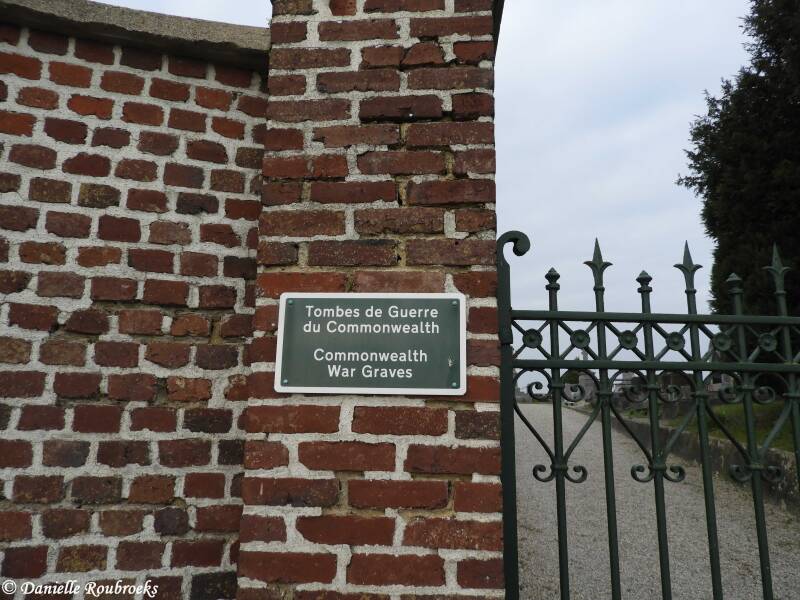 Tombes de Guerre
du Commonwealth
Commonwealth
War Graves
© Danielle Roubroeks